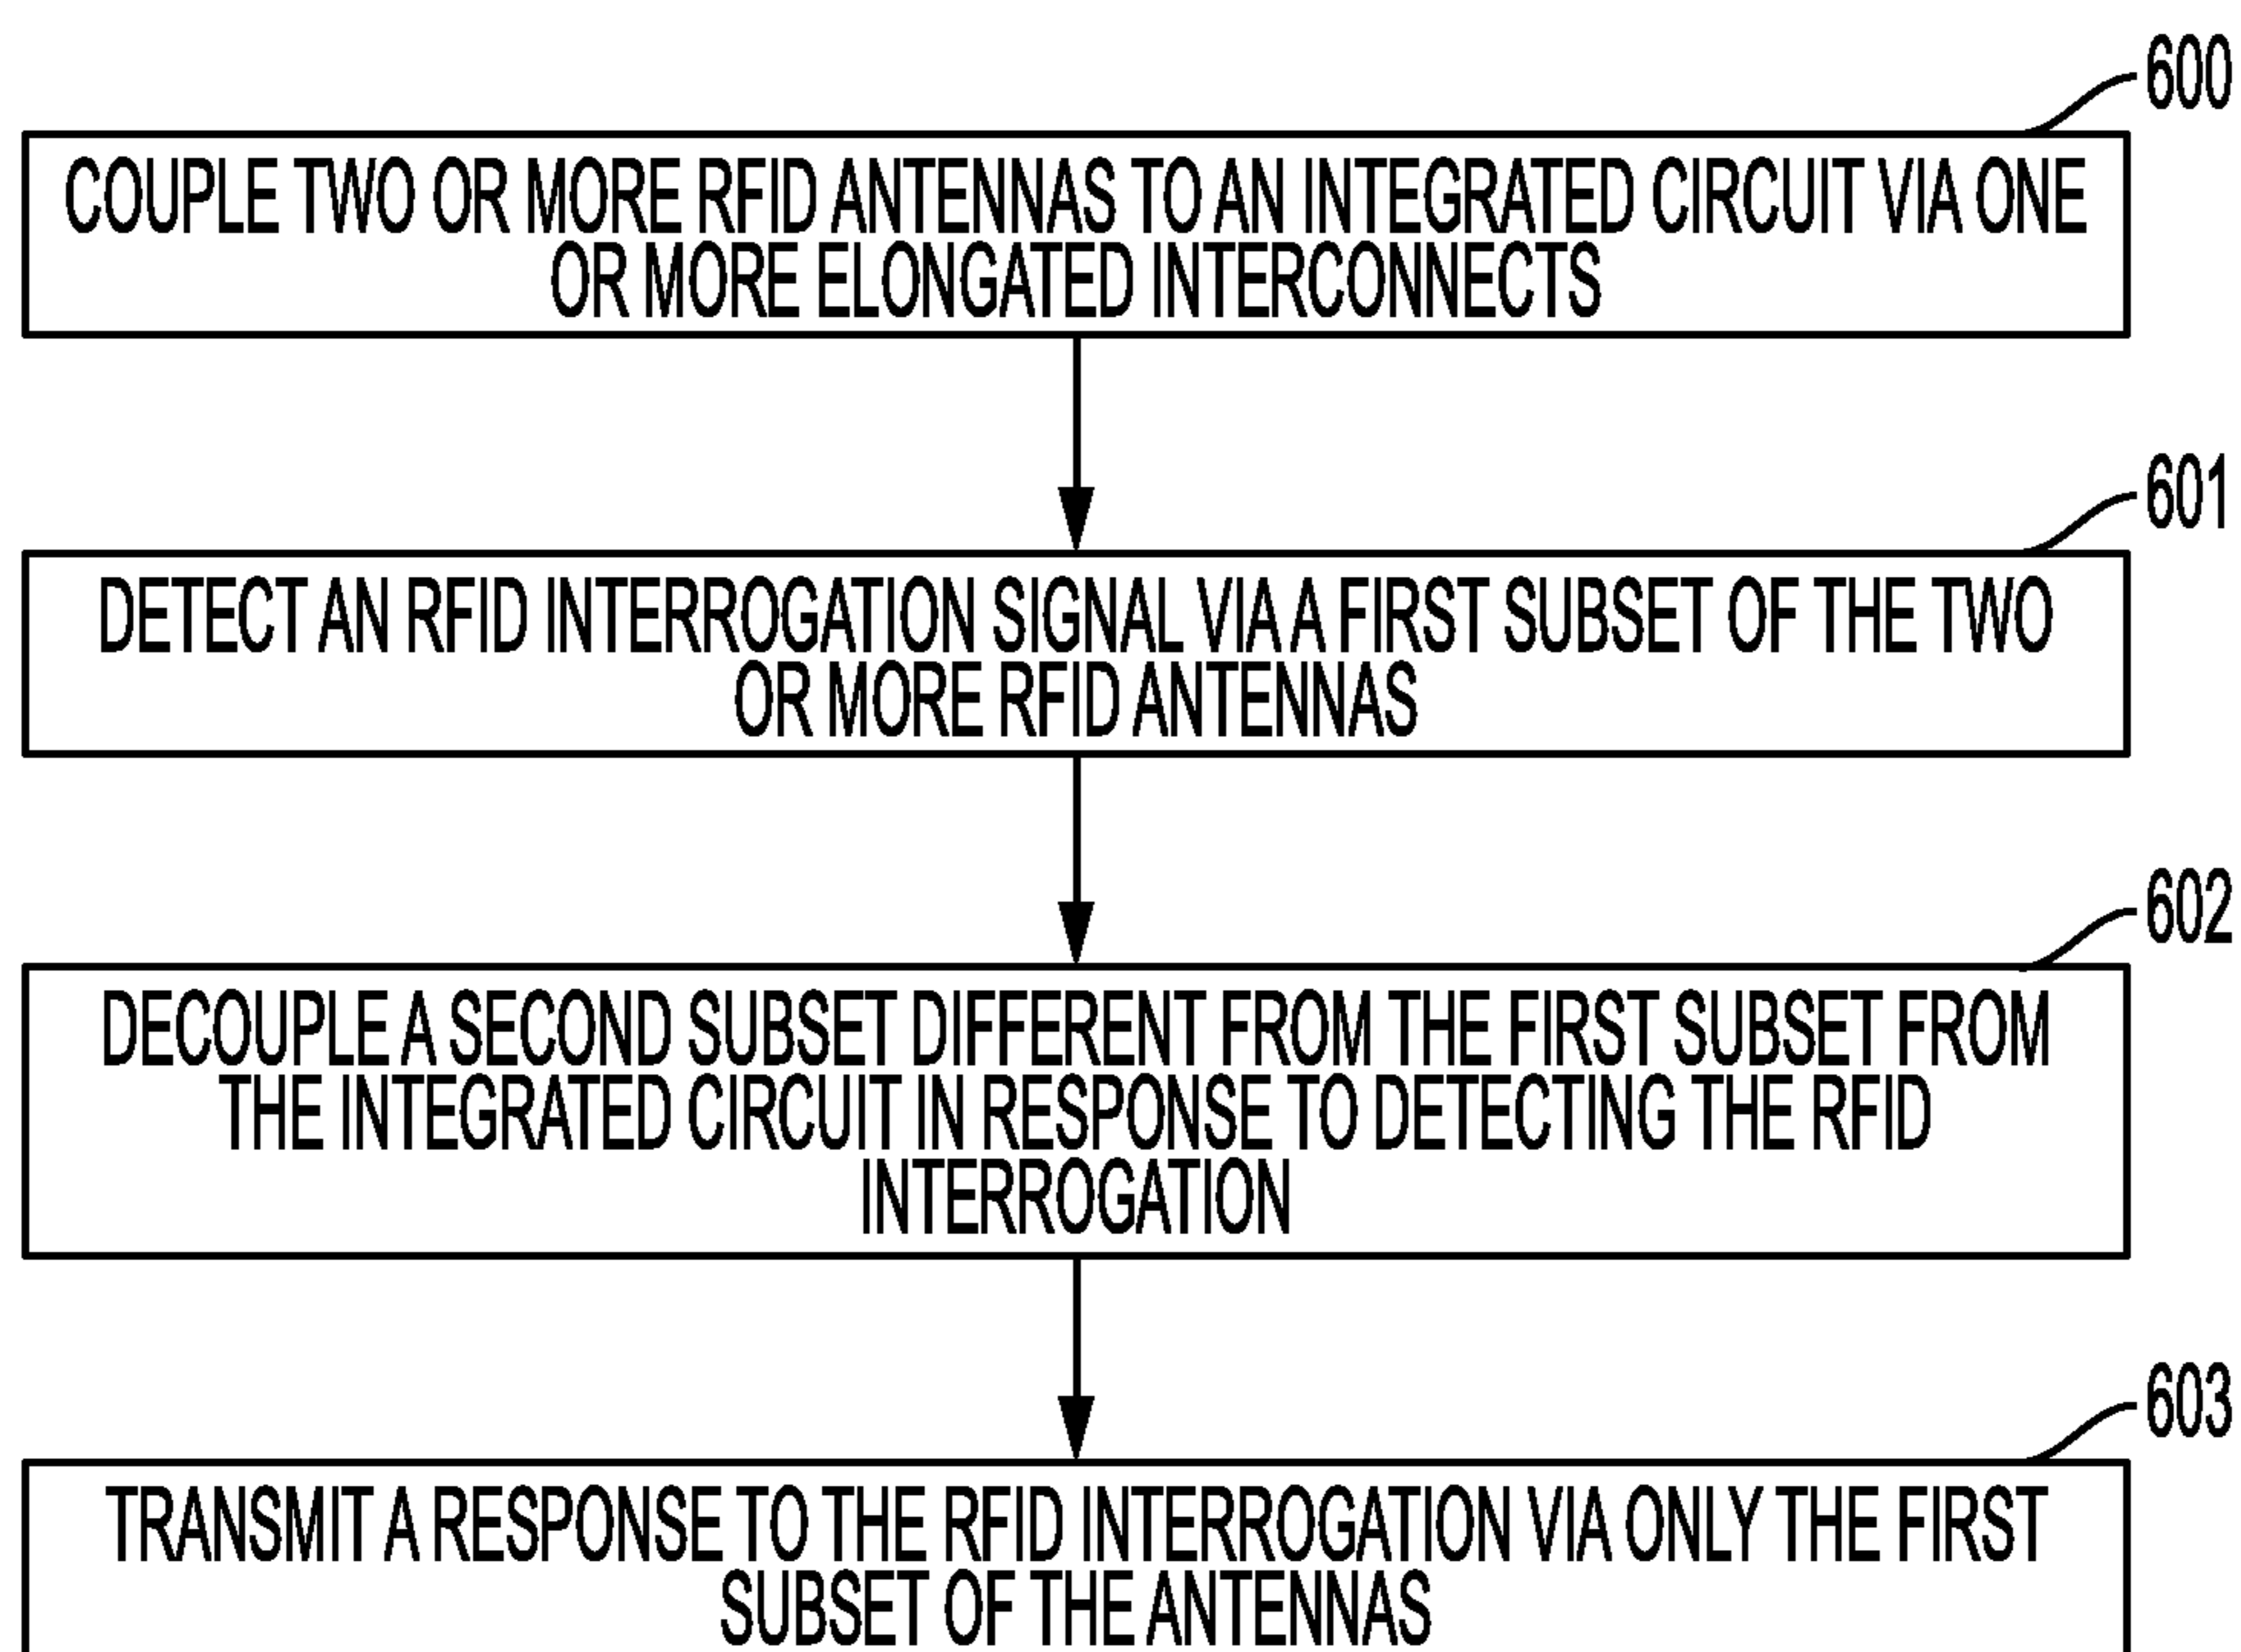 600
COUPLE TWO OR MORE RFID ANTENNAS TO AN INTEGRATED CIRCUIT VIA ONE
OR MORE ELONGATED INTERCONNECTS
601
DETECT AN RFID INTERROGATION SIGNAL VIA A FIRST SUBSET OF THE TWO
OR MORE RFID ANTENNAS
602
DECOUPLE A SECOND SUBSET DIFFERENT FROM THE FIRST SUBSET FROM
THE INTEGRATED CIRCUIT IN RESPONSE TO DETECTING THE RFID
INTERROGATION
603
TRANSMIT A RESPONSE TO THE RFID INTERROGATION VIA ONLY THE FIRST
SUBSET OF THE ANTENNAS